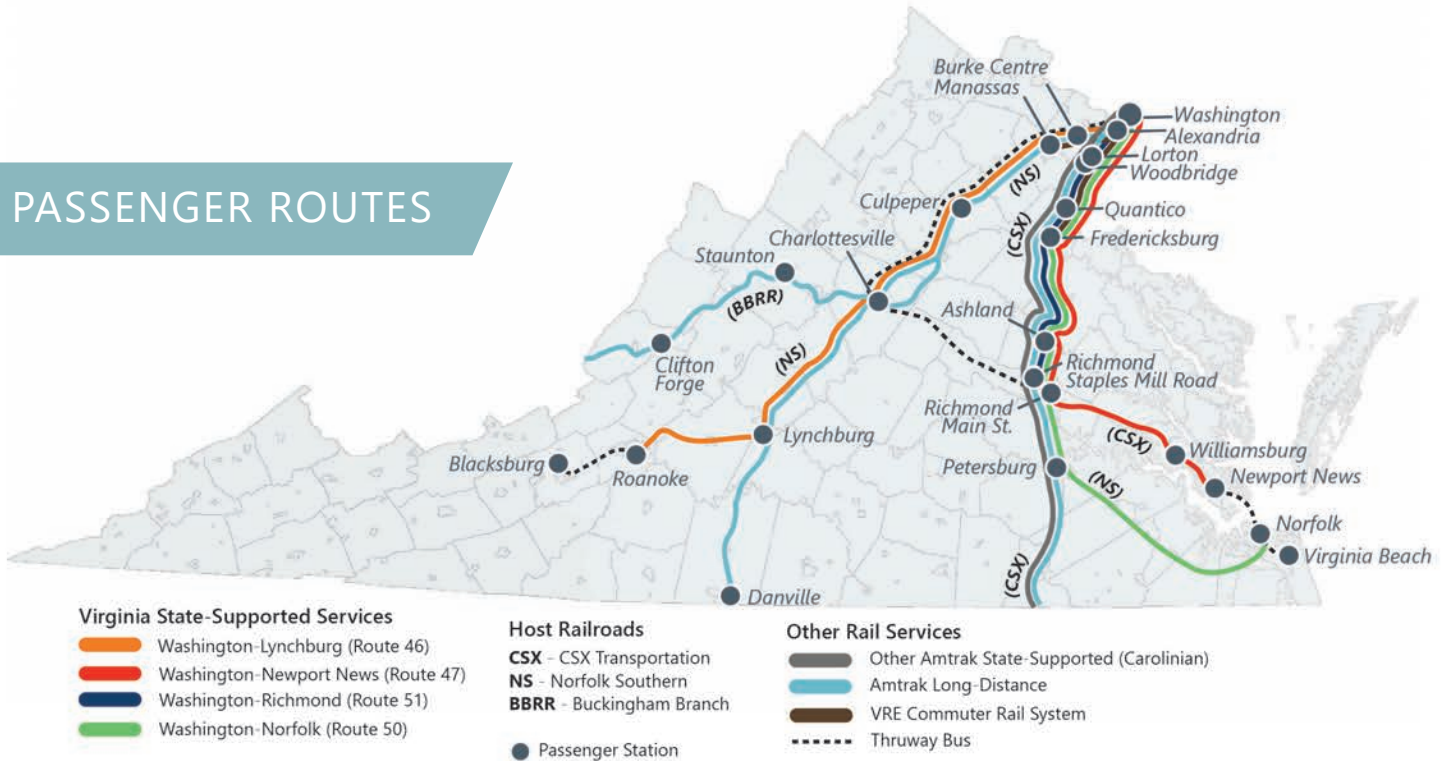 PASSENGER ROUTES
Burke Centre
Manassas
Washington
Alexandria
Lorton
Woodbridge
(NS)
Culpeper
Quantico
(CSX)
Charlottesville
Fredericksburg
Staunton
(BBRR)
Ashland
Clifton
Forge
(NS)
Richmond
Staples Mill Road
Richmond
Main St.
Lynchburg
(CSX)
Williamsburg
Blacksburg
Roanoke
Petersburg
(NS)
Newport News
Norfolk
Virginia Beach
(CSX)
Danville
Virginia State-Supported Services
Washington-Lynchburg (Route 46)
Washington-Newport News (Route 47)
Washington-Richmond (Route 51)
Washington-Norfolk (Route 50)
Host Railroads
CSX - CSX Transportation
NS - Norfolk Southern
BBRR - Buckingham Branch
Passenger Station
Other Rail Services
Other Amtrak State-Supported (Carolinian)
Amtrak Long-Distance
VRE Commuter Rail System
Thruway Bus